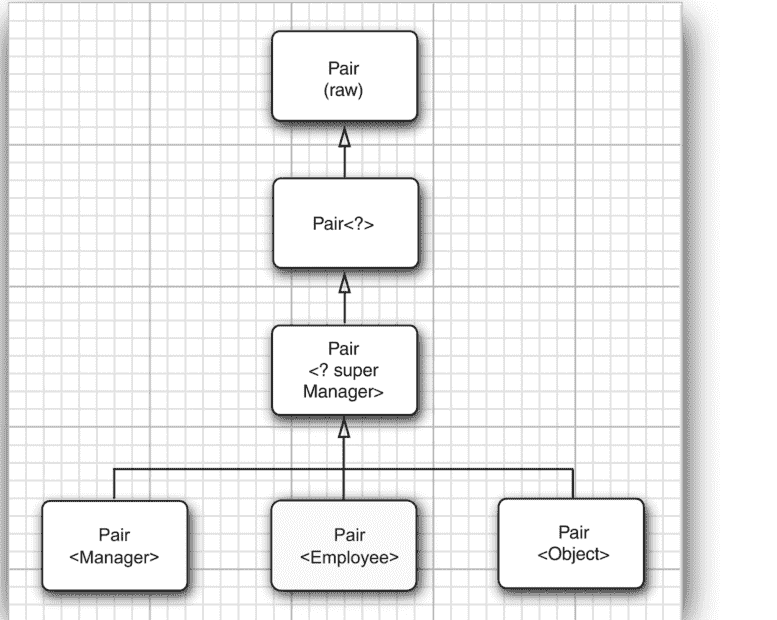 Pair
(raw)
Pair<?>
Pair
<? super
Manager>
Pair
<Manager>
Pair
<Employee>
Pair
<Object>